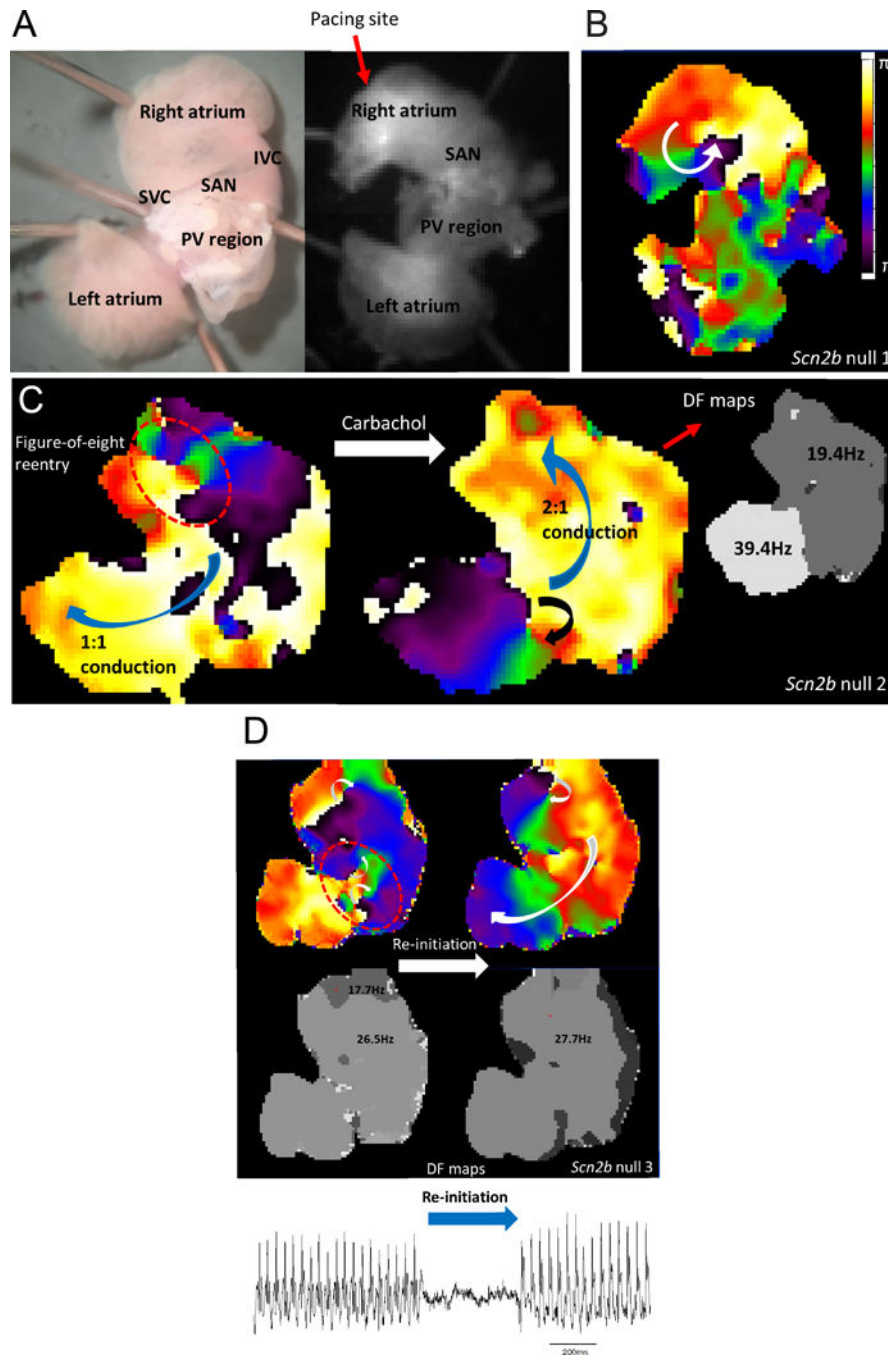 A
Pacing site
Right atrium
IVC
SVC
SAN
PV region
Left atrium
Right atrium
SAN
PV region
Left atrium
B
π
π
Scn2b null 1
C
Figure-of-eight
reentry
1:1
conduction
Carbachol
2:1
conduction
DF maps
19.4Hz
39.4Hz
Scn2b null 2
D
Re-initiation
17.7Hz
26.5Hz
27.7Hz
DF maps
Scn2b null 3
Re-initiation
200ms